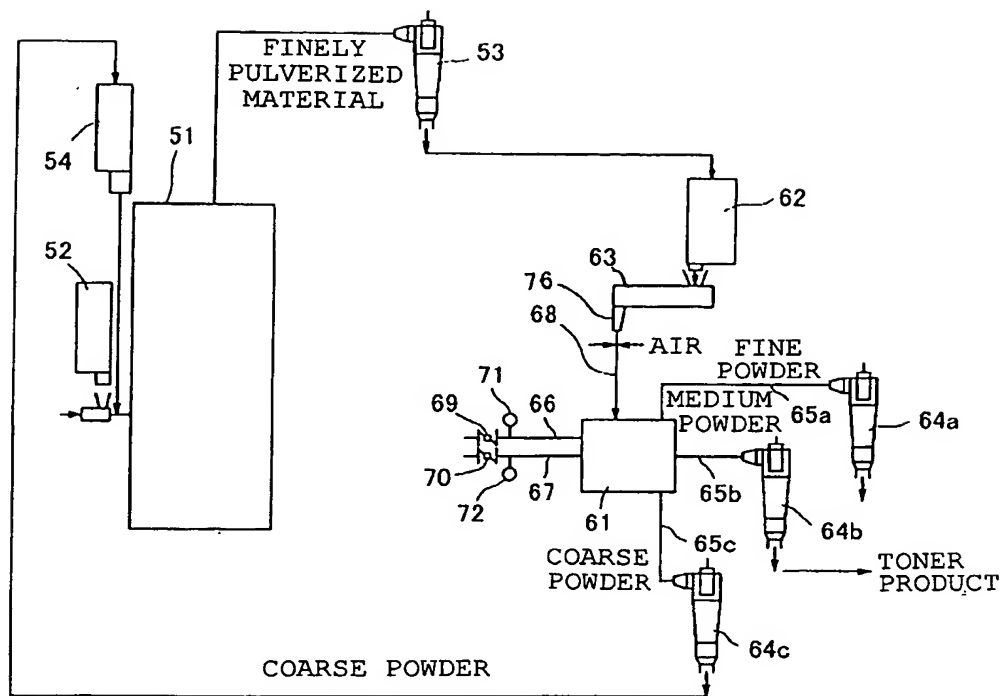 FINELY
PULVERIZED
MATERIAL
53
54
51
52
62
63
76
68
AIR
FINE
POWDER
65a
64a
71
69
66
MEDIUM
POWDER
70
67
72
61
65b
64b
65c
COARSE
POWDER
TONER
PRODUCT
64c
COARSE POWDER